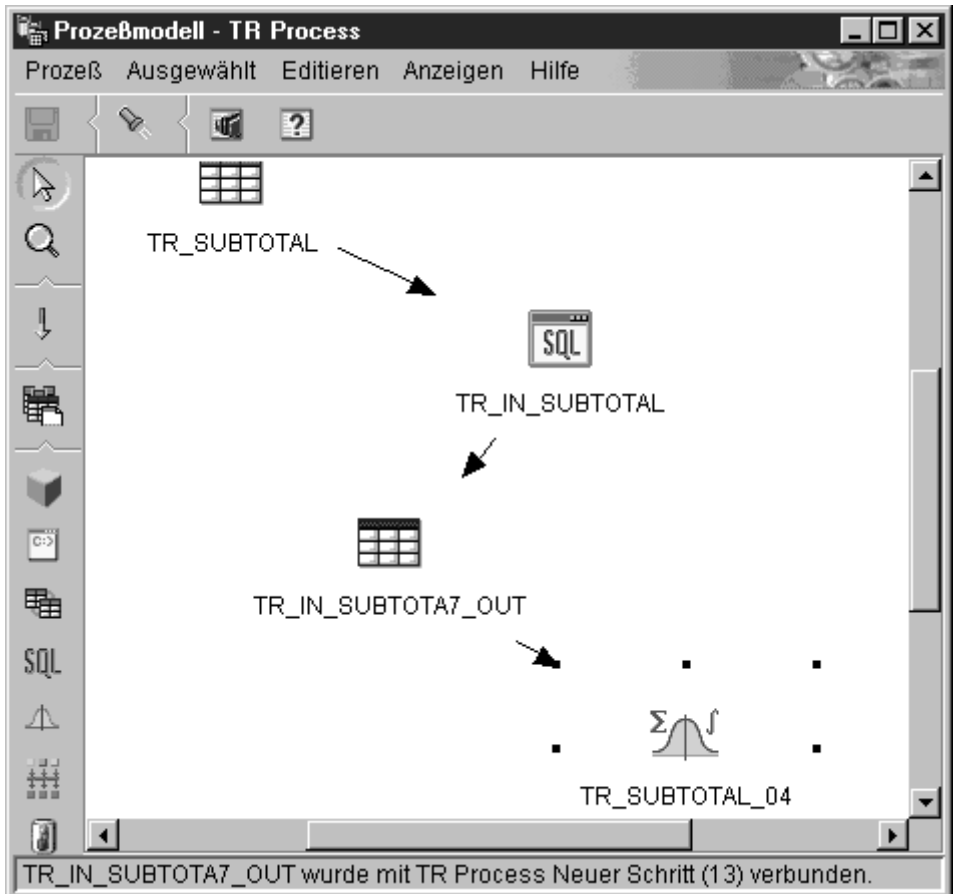 Prozeßmodell - TR Process
Prozeß Ausgewählt Editieren Anzeigen Hilfe
?
TR_SUBTOTAL
SQL
TR_IN_SUBTOTAL
C:>
TR_IN_SUBTOTA7_OUT
SQL
Σ ∫
TR_SUBTOTAL_04
TR_IN_SUBTOTA7_OUT wurde mit TR Process Neuer Schritt (13) verbunden.